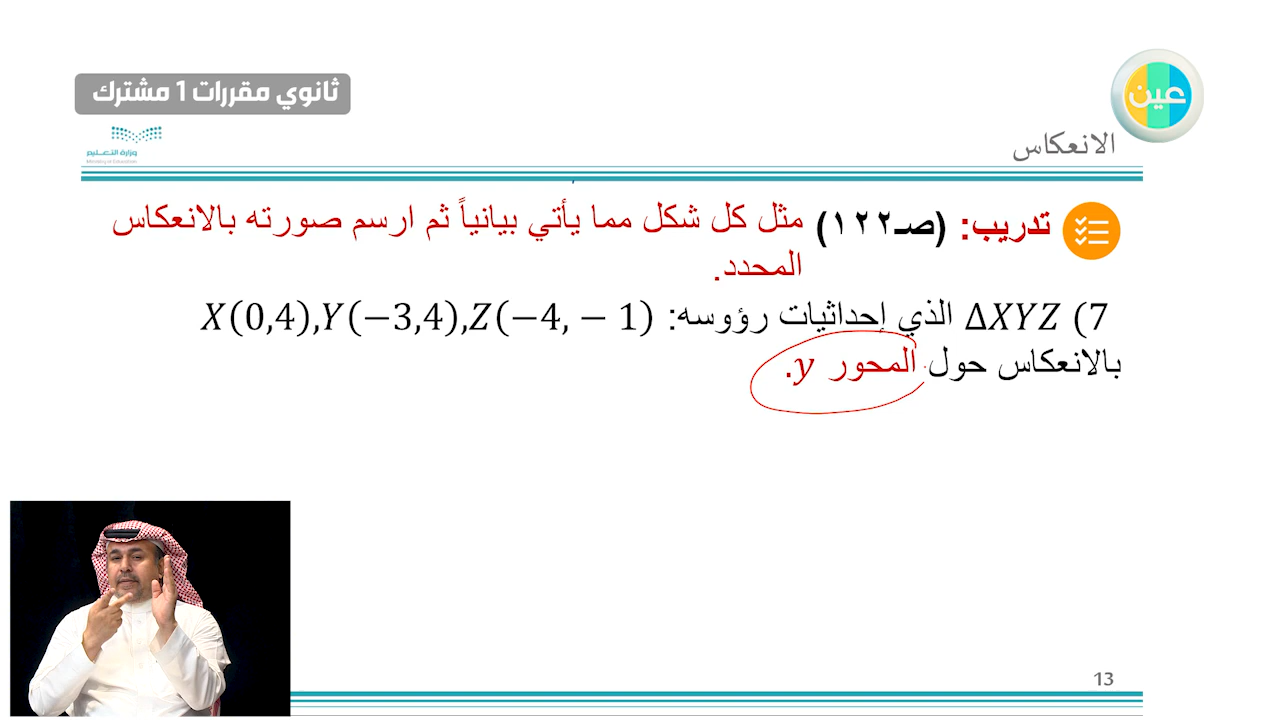 ثانوي مقررات 1 مشترك
عين
وزارة التعليم
Ministry of Education
الانعكاس
تدريب: (صـ١٢٢) مثل كل شكل مما يأتي بيانياً ثم ارسم صورته بالانعكاس
المحدد.
7) ΔXYZ الذي إحداثيات رؤوسه: X(0,4),Y(−3,4),Z(−4, − 1)
بالانعكاس حول المحور y.
13